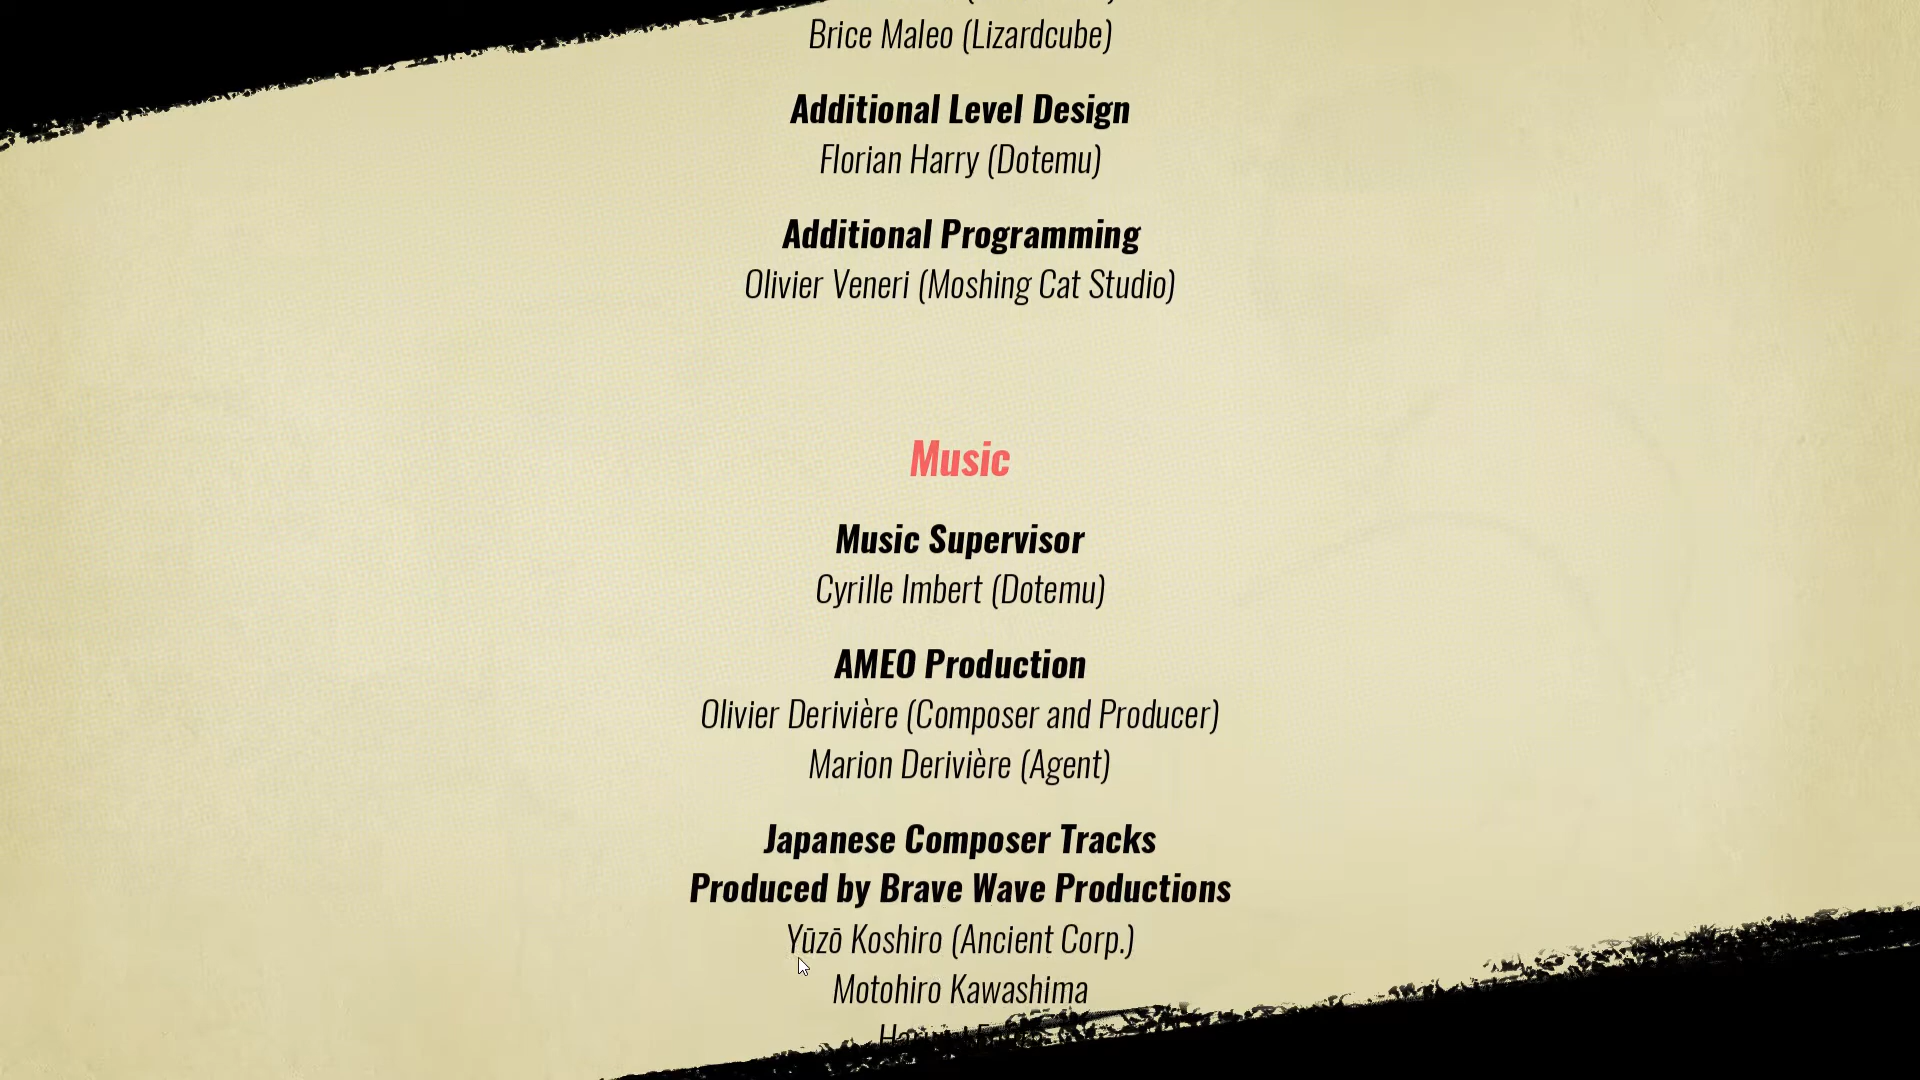 Brice Maleo (Lizardcube)
Additional Level Design
Florian Harry (Dotemu)
Additional Programming
Olivier Veneri (Moshing Cat Studio)
Music
Music Supervisor
Cyrille Imbert (Dotemu)
AMEO Production
Olivier Derivière (Composer and Producer)
Marion Derivière (Agent)
Japanese Composer Tracks
Produced by Brave Wave Productions
Yūzō Koshiro (Ancient Corp.)
Motohiro Kawashima